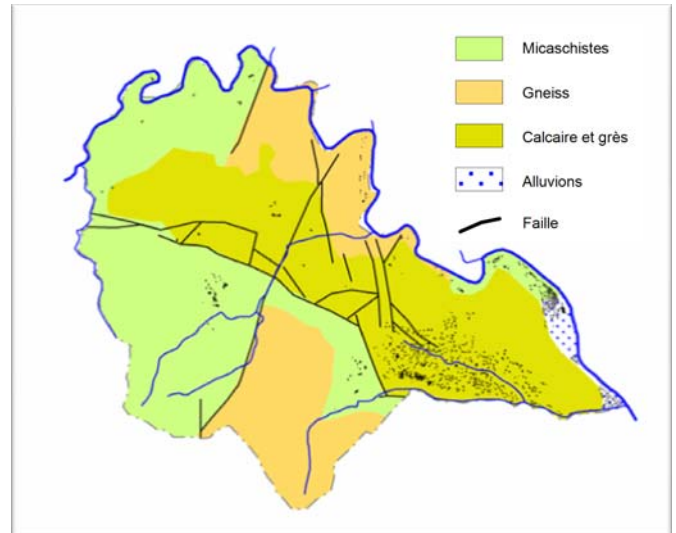 Micaschistes
Gneiss
Calcaire et grès
Alluvions
Faille